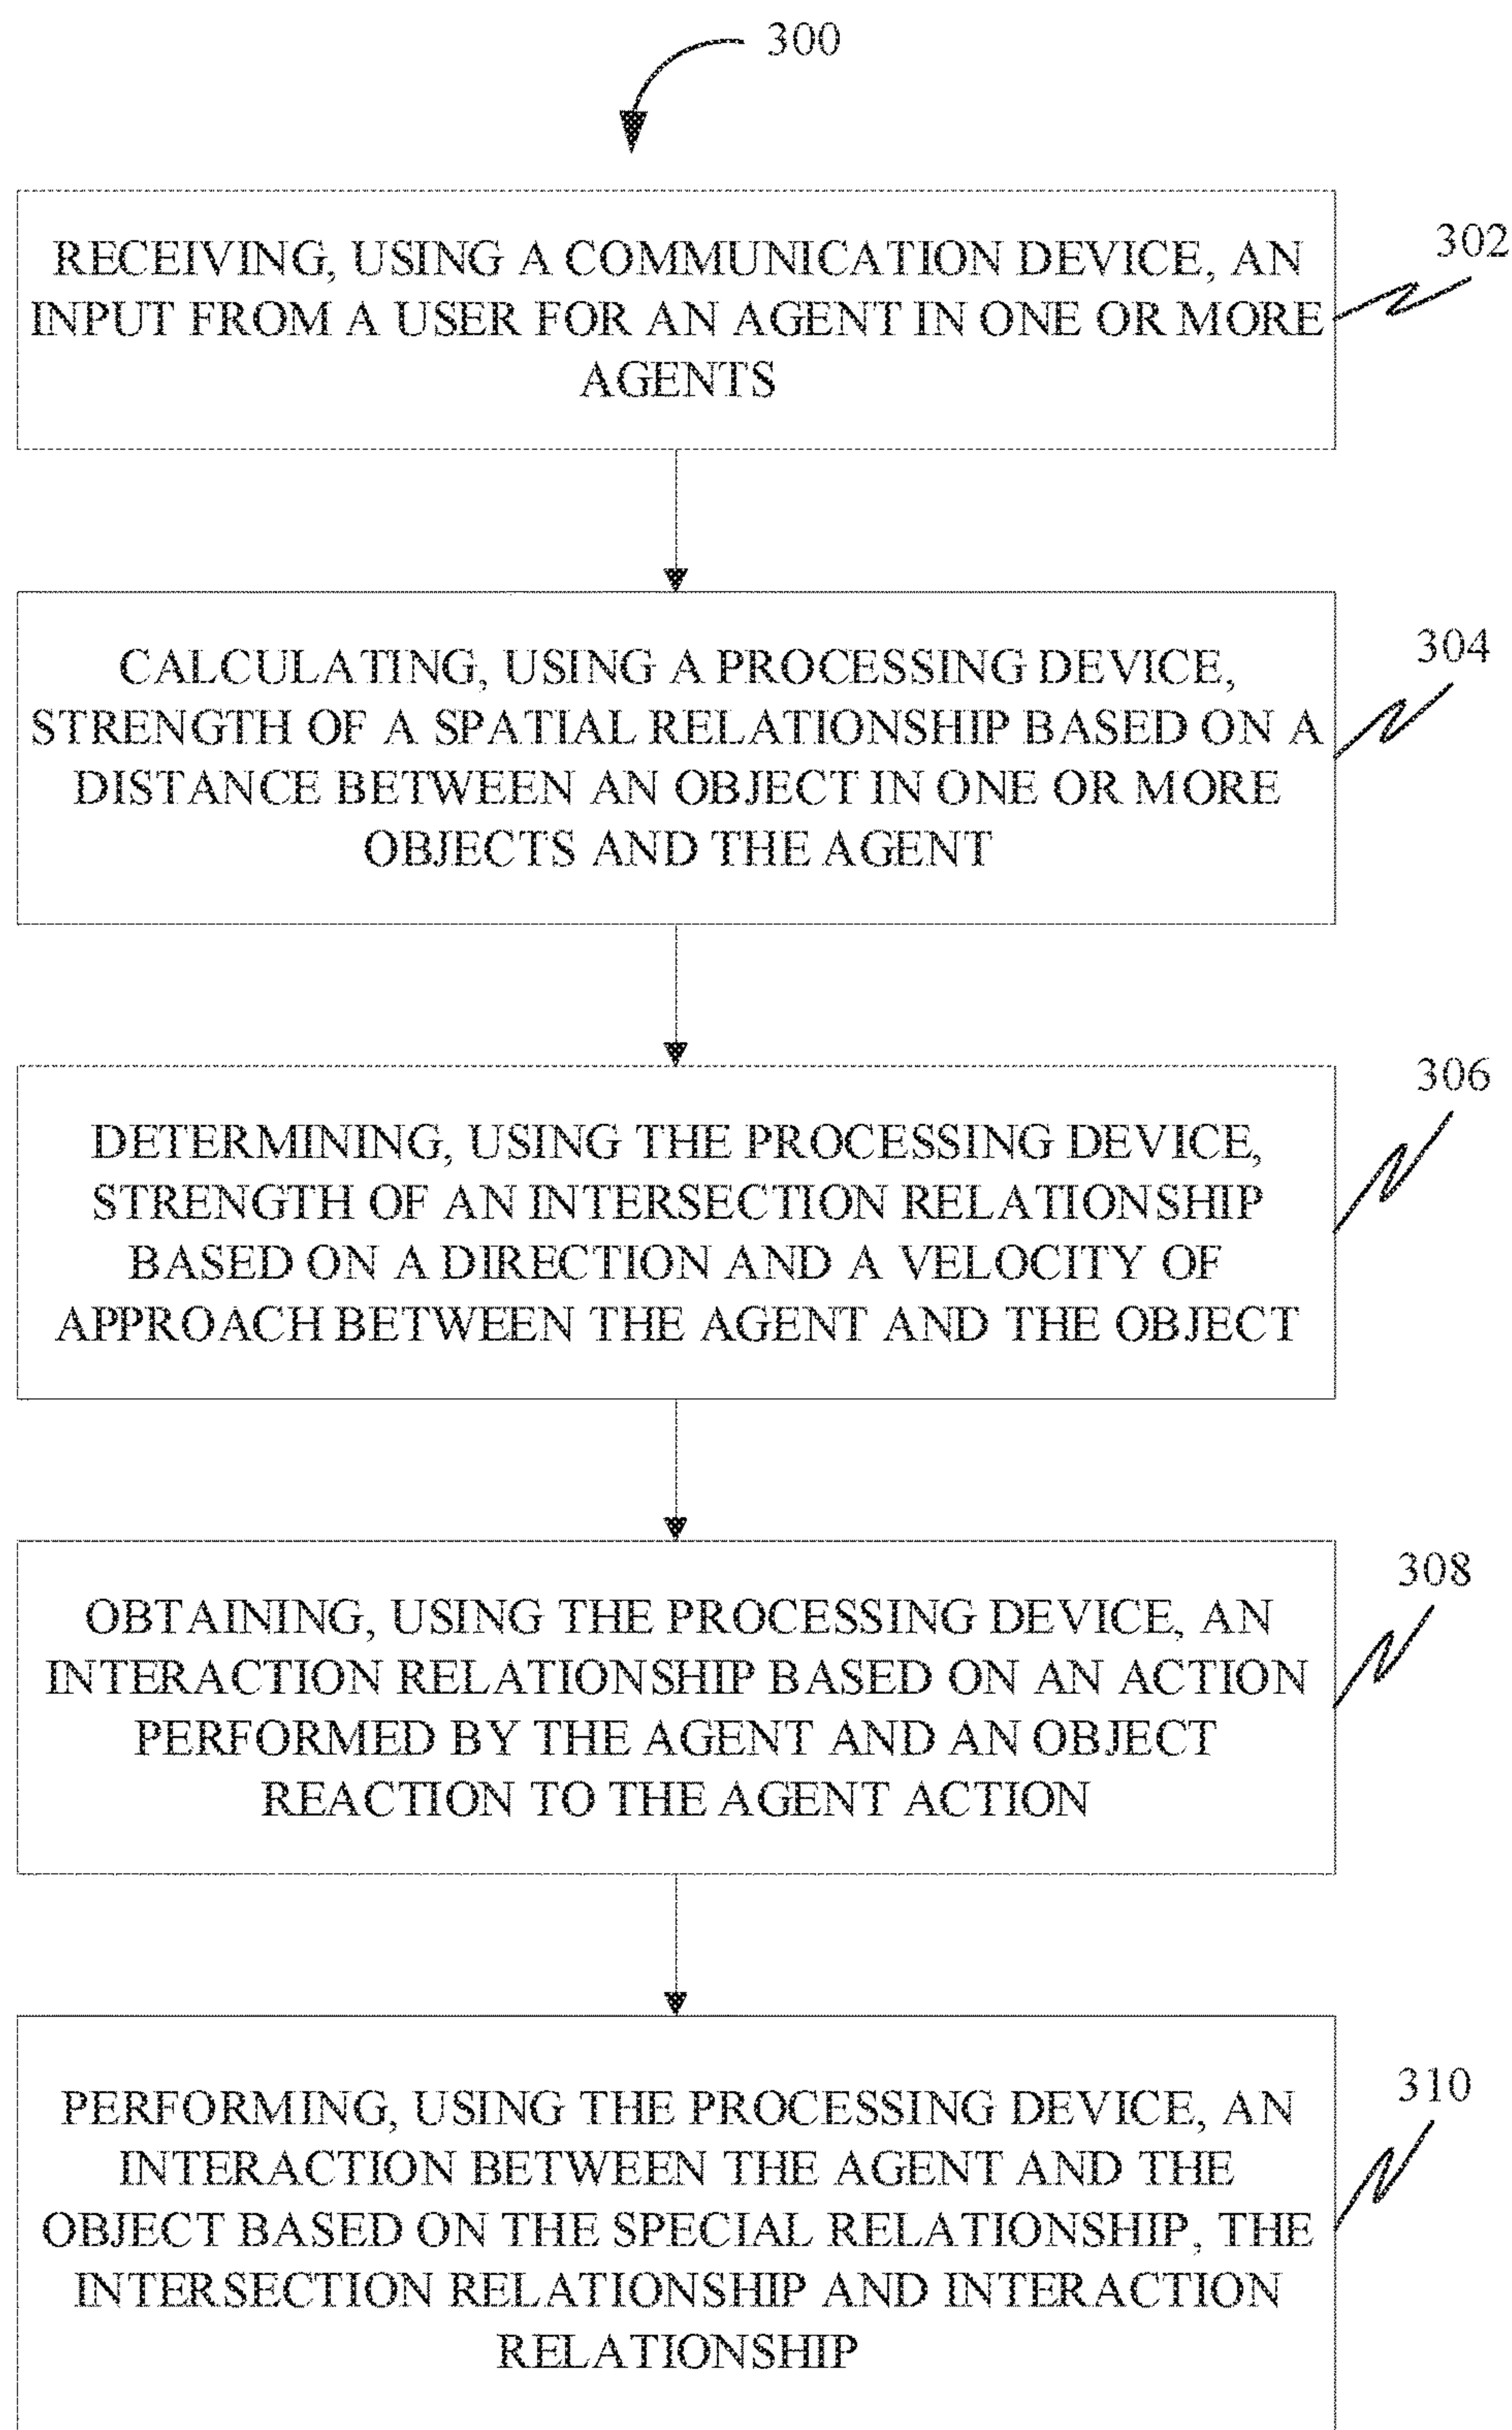 300
RECEIVING, USING A COMMUNICATION DEVICE, AN
INPUT FROM A USER FOR AN AGENT IN ONE OR MORE
AGENTS
302
CALCULATING, USING A PROCESSING DEVICE,
STRENGTH OF A SPATIAL RELATIONSHIP BASED ON A
DISTANCE BETWEEN AN OBJECT IN ONE OR MORE
OBJECTS AND THE AGENT
304
DETERMINING, USING THE PROCESSING DEVICE,
STRENGTH OF AN INTERSECTION RELATIONSHIP
BASED ON A DIRECTION AND A VELOCITY OF
APPROACH BETWEEN THE AGENT AND THE OBJECT
306
OBTAINING, USING THE PROCESSING DEVICE, AN
INTERACTION RELATIONSHIP BASED ON AN ACTION
PERFORMED BY THE AGENT AND AN OBJECT
REACTION TO THE AGENT ACTION
308
PERFORMING, USING THE PROCESSING DEVICE, AN
INTERACTION BETWEEN THE AGENT AND THE
OBJECT BASED ON THE SPECIAL RELATIONSHIP, THE
INTERSECTION RELATIONSHIP AND INTERACTION
RELATIONSHIP
310